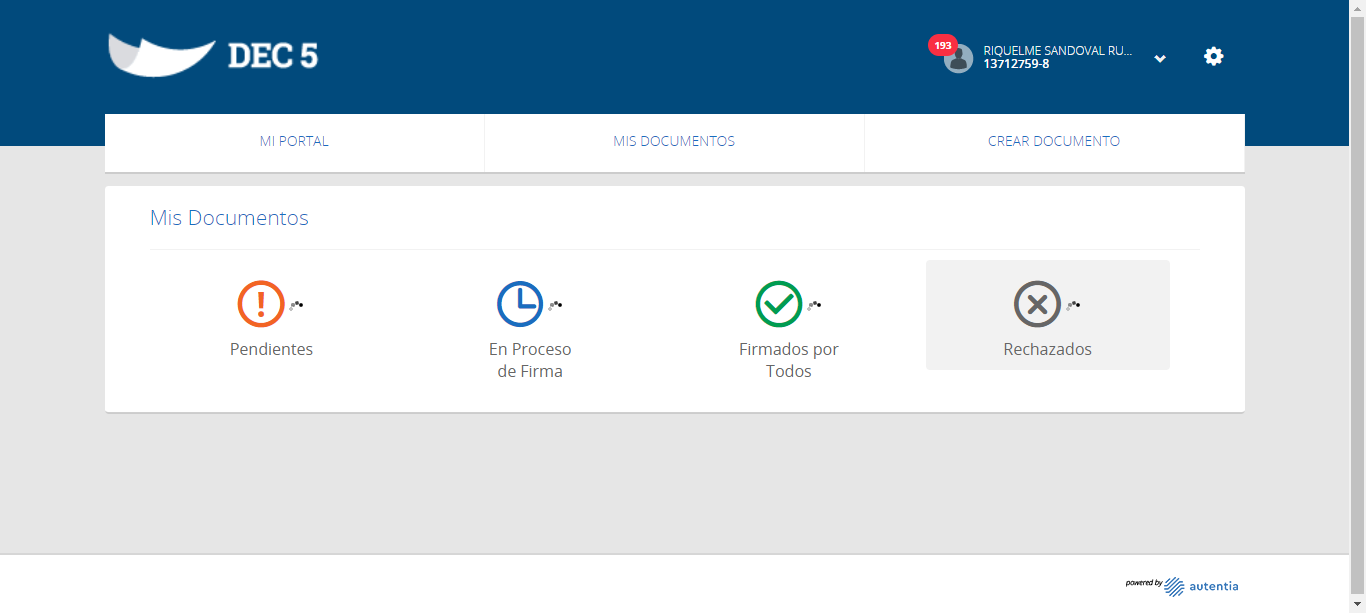 DEC 5
193
RIQUELME SANDOVAL RU...
13712759-8
MI PORTAL
MIS DOCUMENTOS
CREAR DOCUMENTO
Mis Documentos
Pendientes
En Proceso
de Firma
Firmados por
Todos
Rechazados
powered by autentia